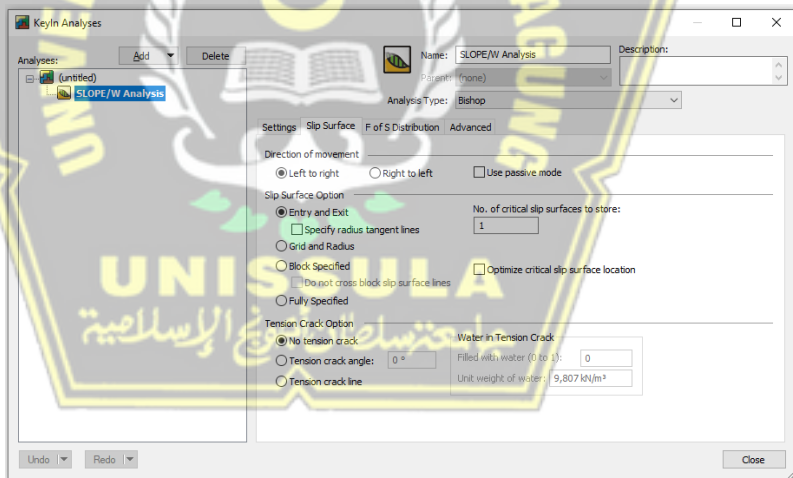 KeyIn Analyses
Analyses:
Add
Delete
(untitled)
SLOPE/W Analysis
Name: SLOPE/W Analysis
Description:
Parent: (none)
Analysis Type: Bishop
Settings Slip Surface F of S Distribution Advanced
Direction of movement
Left to right Right to left Use passive mode
Slip Surface Option
Entry and Exit
No. of critical slip surfaces to store:
Specify radius tangent lines
1
Grid and Radius
Block Specified
Optimize critical slip surface location
Do not cross block slip surface lines
Fully Specified
Tension Crack Option
No tension crack
Water in Tension Crack
Tension crack angle: 0 °
Filled with water (0 to 1): 0
Tension crack line
Unit weight of water: 9,807 kN/m³
Undo Redo
Close
UNISSULA
جامعتسلطان أجونج الإسلامية